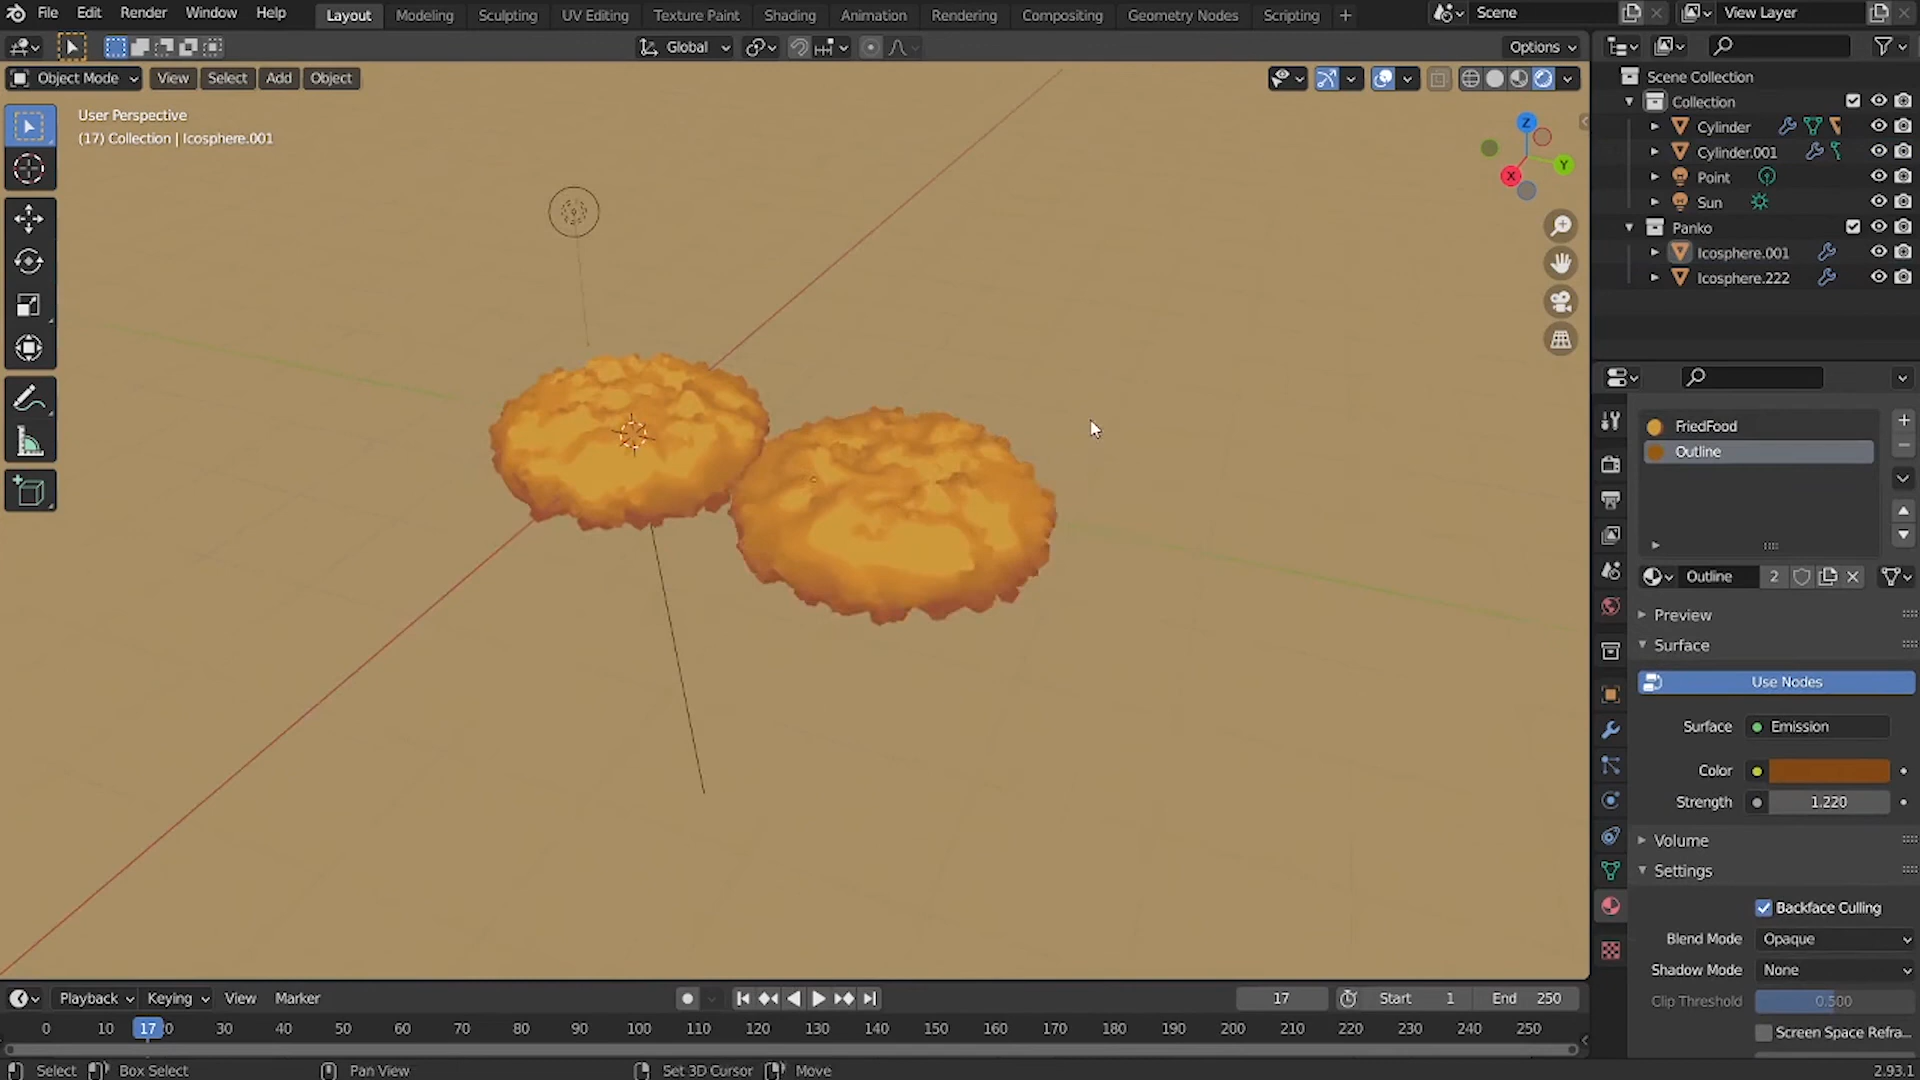 File Edit Render Window Help Layout Modeling Sculpting UV Editing Texture Paint Shading Animation Rendering Compositing Geometry Nodes Scripting + Scene View Layer
Global Options
Object Mode View Select Add Object
User Perspective
(17) Collection | Icosphere.001
Z
Y
X
Scene Collection
Collection
Cylinder
Cylinder.001
Point
Sun
Panko
Icosphere.001
Icosphere.222
FriedFood
Outline
Outline 2
Preview
Surface
Use Nodes
Surface Emission
Color
Strength 1.220
Volume
Settings
Backface Culling
Blend Mode Opaque
Shadow Mode None
Clip Threshold 0.500
Screen Space Refra...
Playback Keying View Marker 17 Start 1 End 250
0 10 17 20 30 40 50 60 70 80 90 100 110 120 130 140 150 160 170 180 190 200 210 220 230 240 250
Select Box Select Pan View Set 3D Cursor Move 2.93.1